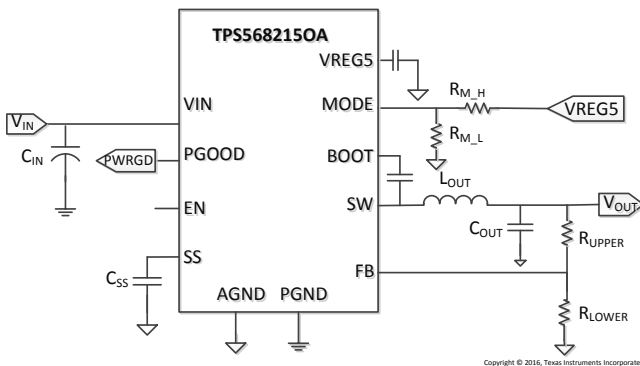 TPS568215OA
VREG5
R_M_H
VIN
MODE
VREG5
V_IN
R_M_L
C_IN
PWRGD
PGOOD
BOOT
L_OUT
EN
SW
V_OUT
C_OUT
R_UPPER
SS
C_SS
FB
AGND PGND
R_LOWER
Copyright © 2016, Texas Instruments Incorporate